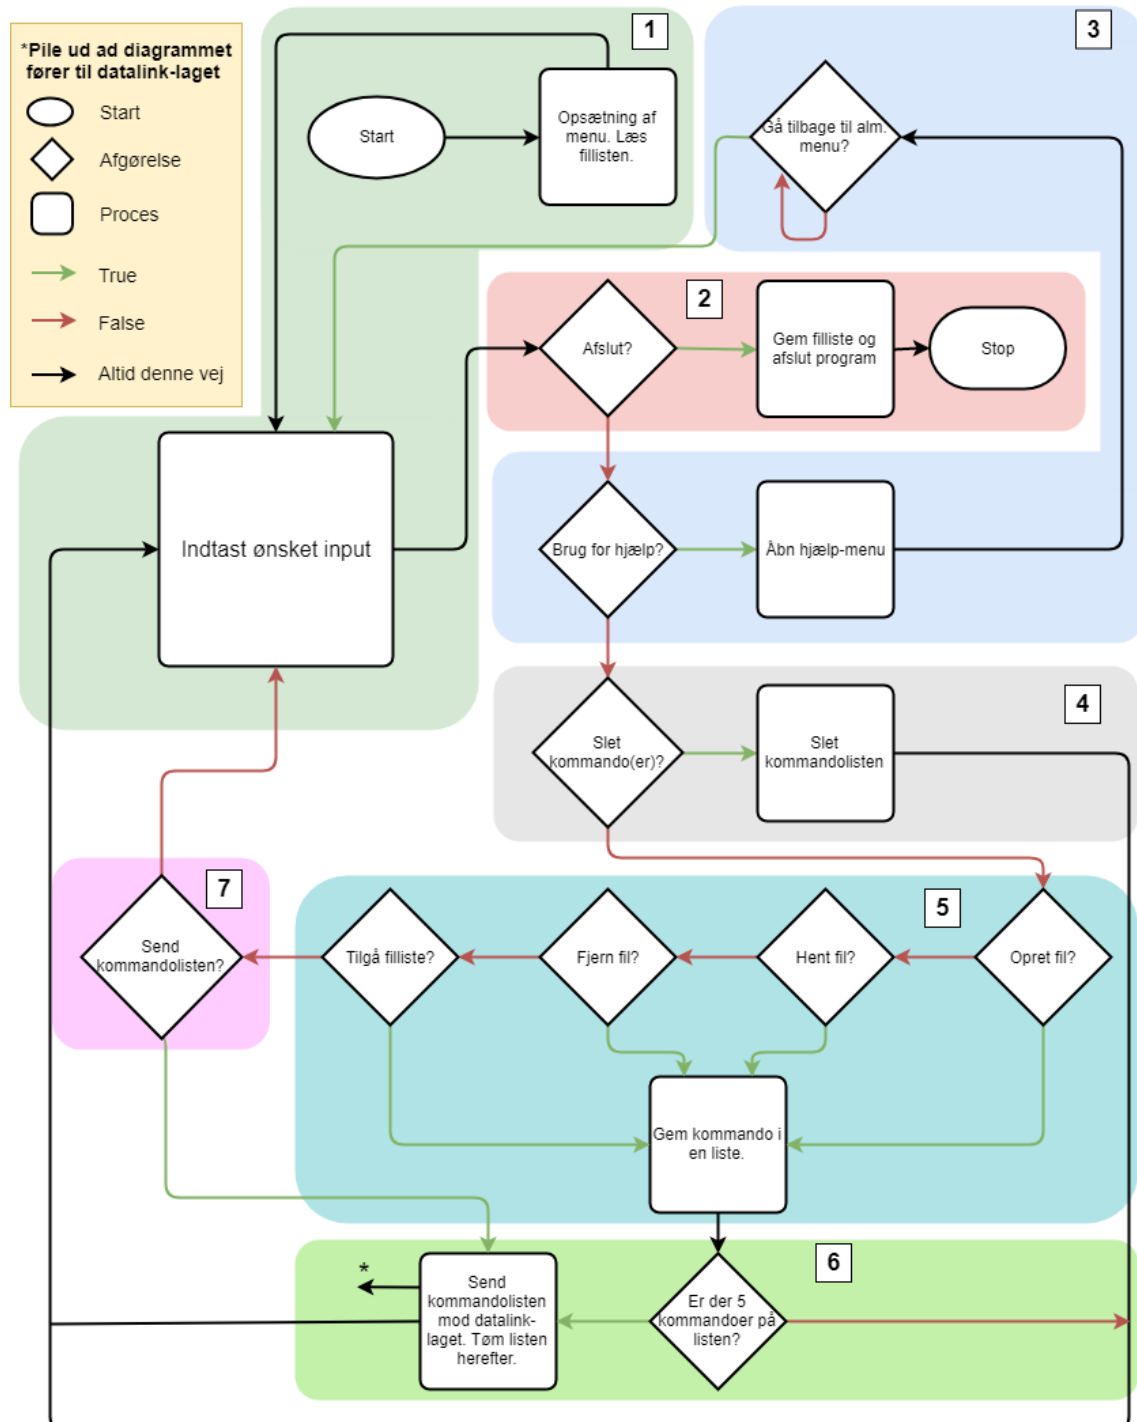 *Pile ud ad diagrammet
fører til datalink-laget
Start
Afgørelse
Proces
True
False
Altid denne vej
1
Start
Opsætning af
menu. Læs
fillisten.
3
Gå tilbage til alm.
menu?
2
Afslut?
Gem filliste og
afslut program
Stop
Indtast ønsket input
Brug for hjælp?
Åbn hjælp-menu
4
Slet
kommando(er)?
Slet
kommandolisten
7
Send
kommandolisten?
5
Tilgå filliste?
Fjern fil?
Hent fil?
Opret fil?
Gem kommando i
en liste.
6
*
Send
kommandolisten
mod datalink-
laget. Tøm listen
herefter.
Er der 5
kommandoer på
listen?